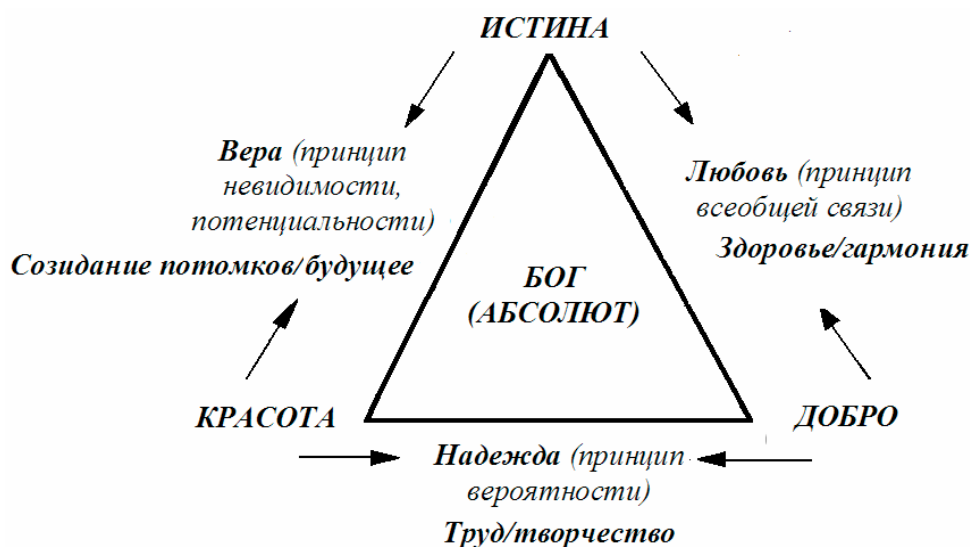 ИСТИНА
Вера (принцип
невидимости,
потенциальности)
Созидание потомков/будущее
Любовь (принцип
всеобщей связи)
Здоровье/гармония
БОГ
(АБСОЛЮТ)
КРАСОТА
ДОБРО
Надежда (принцип
вероятности)
Труд/творчество